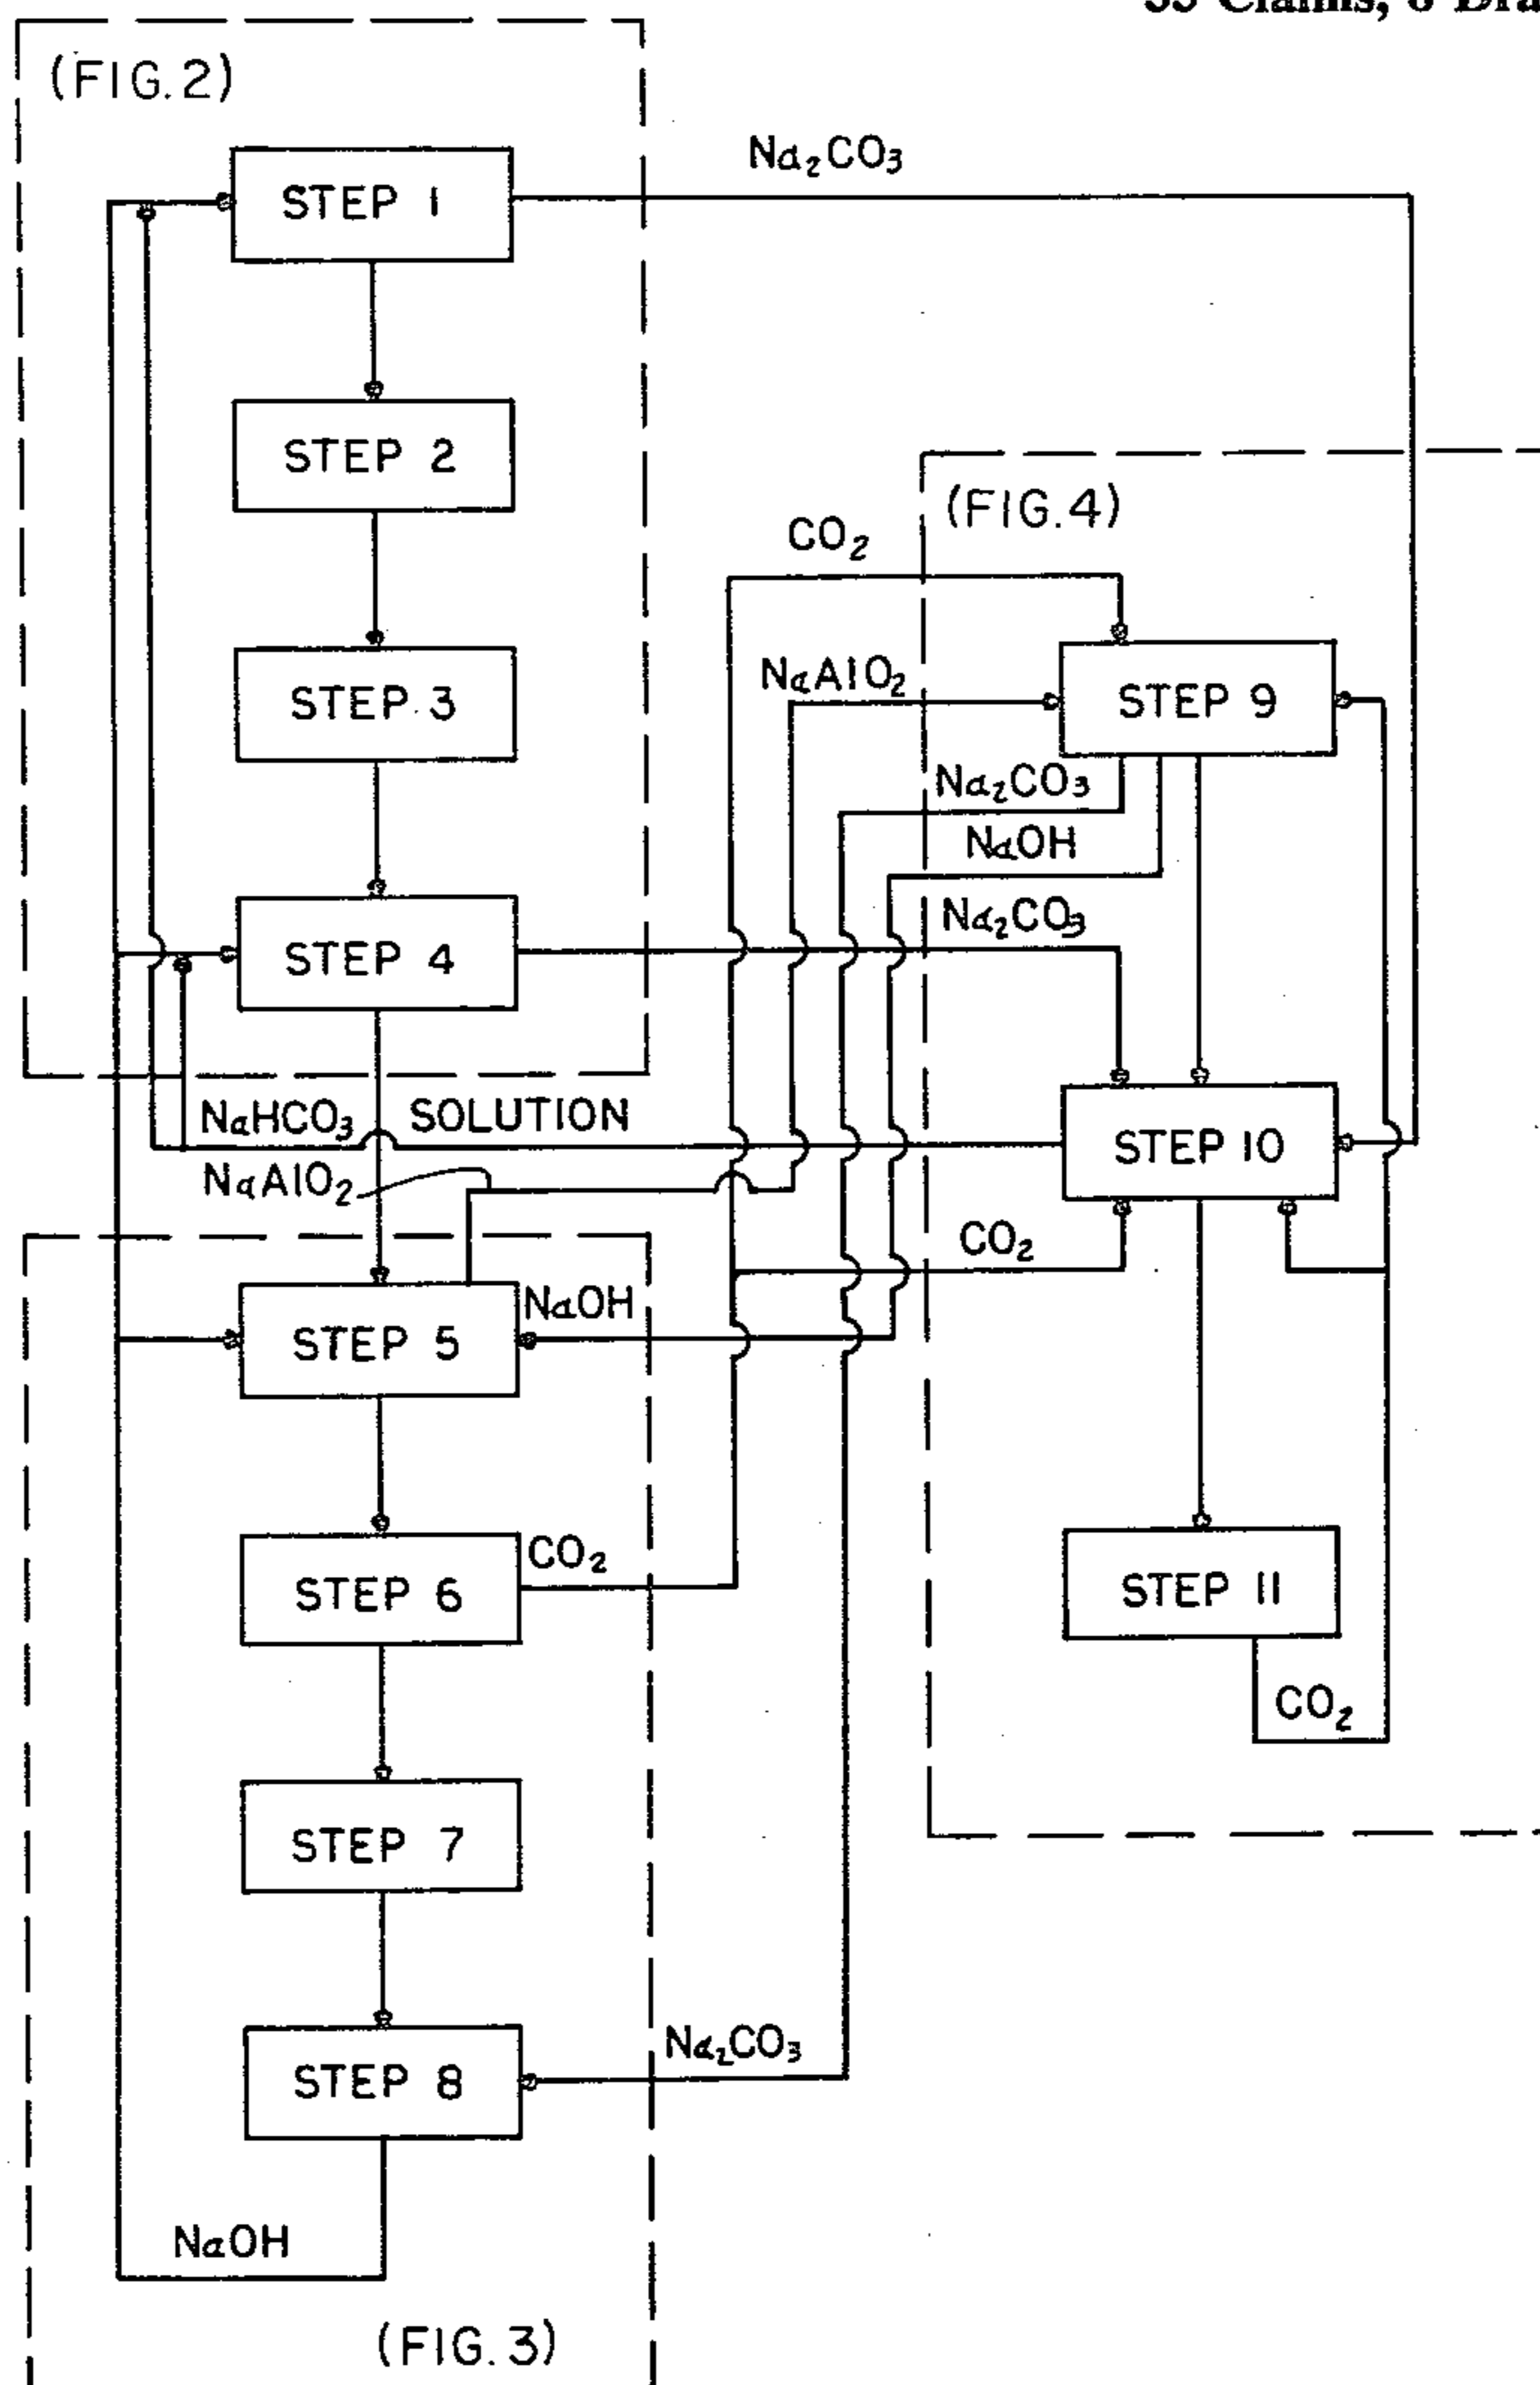 (FIG.2)
Na₂CO₃
STEP 1
STEP 2
(FIG.4)
CO₂
STEP 3
NaAlO₂
STEP 9
Na₂CO₃
NaOH
Na₂CO₃
STEP 4
NaHCO₃ SOLUTION
STEP 10
NaAlO₂
CO₂
NaOH
STEP 5
CO₂
STEP 6
STEP 11
CO₂
STEP 7
Na₂CO₃
STEP 8
NaOH
(FIG.3)